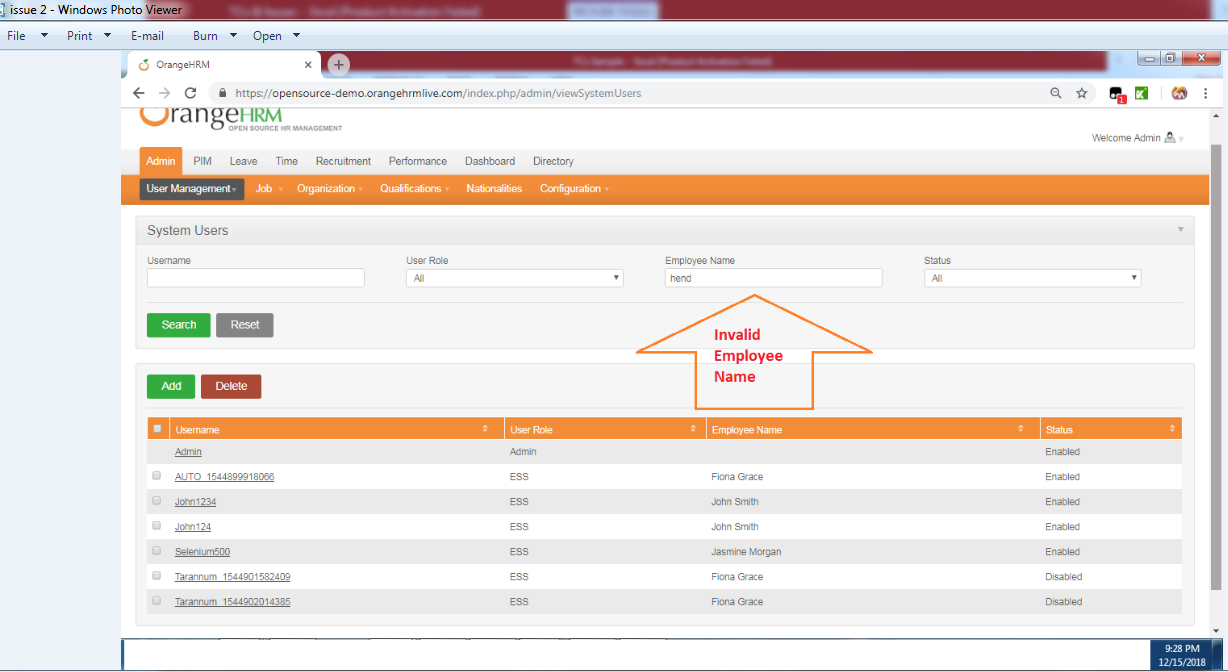 issue 2 - Windows Photo Viewer
File Print E-mail Burn Open
OrangeHRM
https://opensource-demo.orangehrmlive.com/index.php/admin/viewSystemUsers
1
OrangeHRM
OPEN SOURCE HR MANAGEMENT
Welcome Admin
Admin PIM Leave Time Recruitment Performance Dashboard Directory
User Management Job Organization Qualifications Nationalities Configuration
System Users
Username User Role Employee Name Status
All hend All
Search Reset
Invalid
Employee
Name
Add Delete
Username User Role Employee Name Status
Admin Admin Enabled
AUTO_1544899918066 ESS Fiona Grace Enabled
John1234 ESS John Smith Enabled
John124 ESS John Smith Enabled
Selenium500 ESS Jasmine Morgan Enabled
Tarannum_1544901582409 ESS Fiona Grace Disabled
Tarannum_1544902014385 ESS Fiona Grace Disabled
9:28 PM
12/15/2018